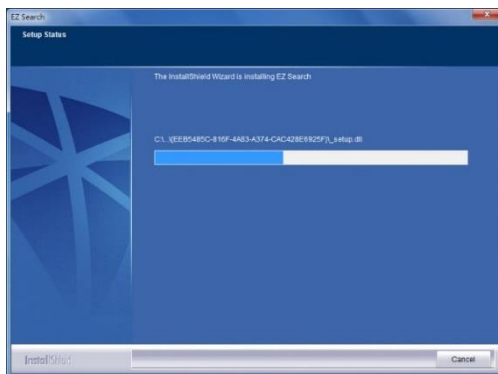 EZ Search
Setup Status
The InstallShield Wizard is installing EZ Search
C:\...\{EEB5485C-816F-4A83-A374-CAC428E6925F}\_setup.dll
InstallShield
Cancel